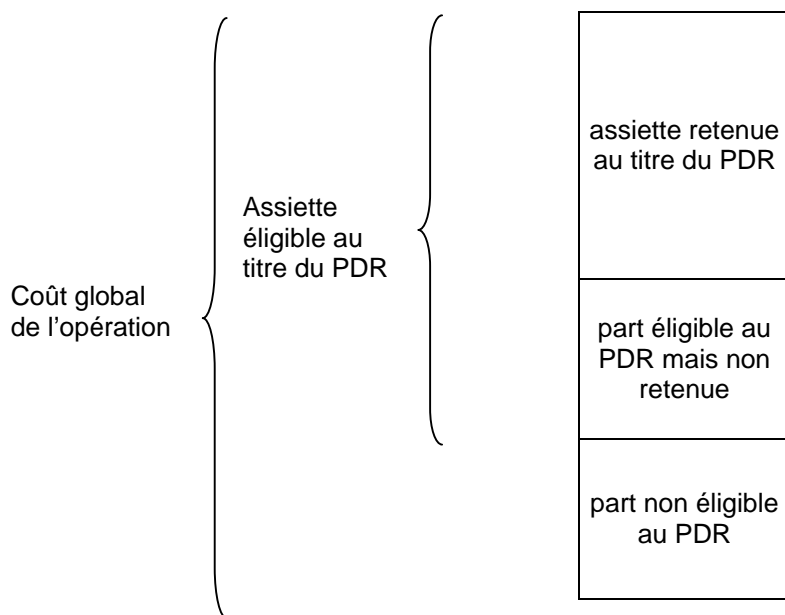 Coût global
de l’opération
Assiette
éligible au
titre du PDR
assiette retenue
au titre du PDR
part éligible au
PDR mais non
retenue
part non éligible
au PDR